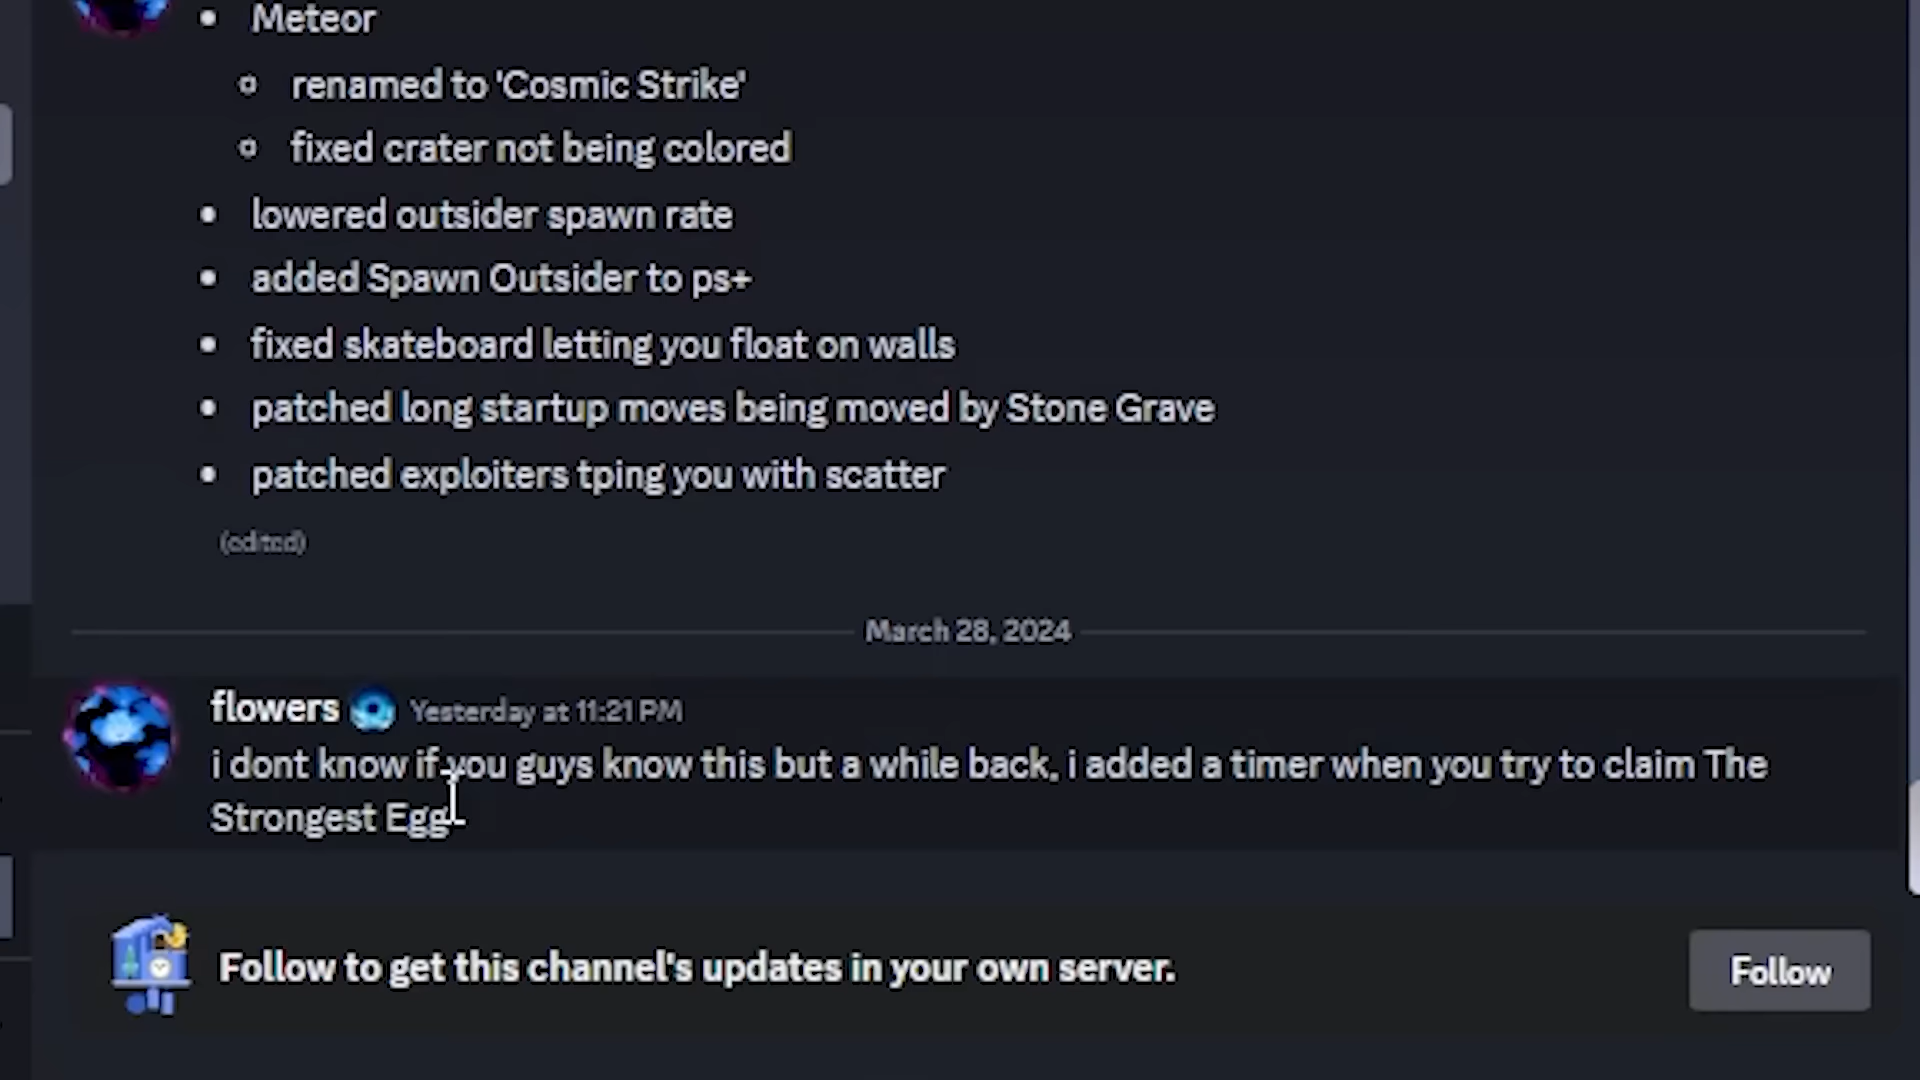 Meteor
renamed to 'Cosmic Strike'
fixed crater not being colored
lowered outsider spawn rate
added Spawn Outsider to ps+
fixed skateboard letting you float on walls
patched long startup moves being moved by Stone Grave
patched exploiters tping you with scatter
(edited)
March 28, 2024
flowers Yesterday at 11:21 PM
i dont know if you guys know this but a while back, i added a timer when you try to claim The
Strongest Egg
Follow to get this channel's updates in your own server.
Follow